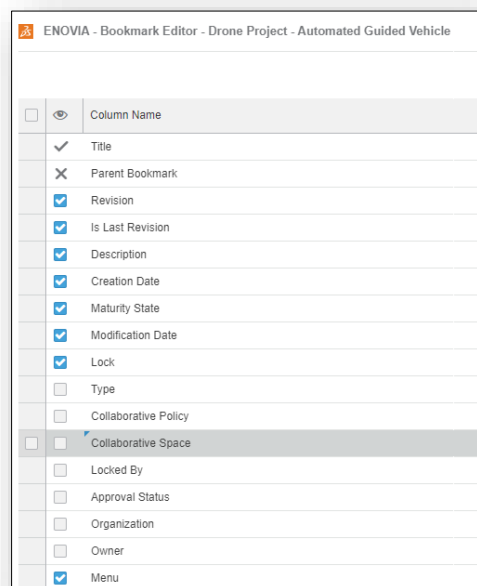 ENOVIA - Bookmark Editor - Drone Project - Automated Guided Vehicle
Column Name
Title
Parent Bookmark
Revision
Is Last Revision
Description
Creation Date
Maturity State
Modification Date
Lock
Type
Collaborative Policy
Collaborative Space
Locked By
Approval Status
Organization
Owner
Menu